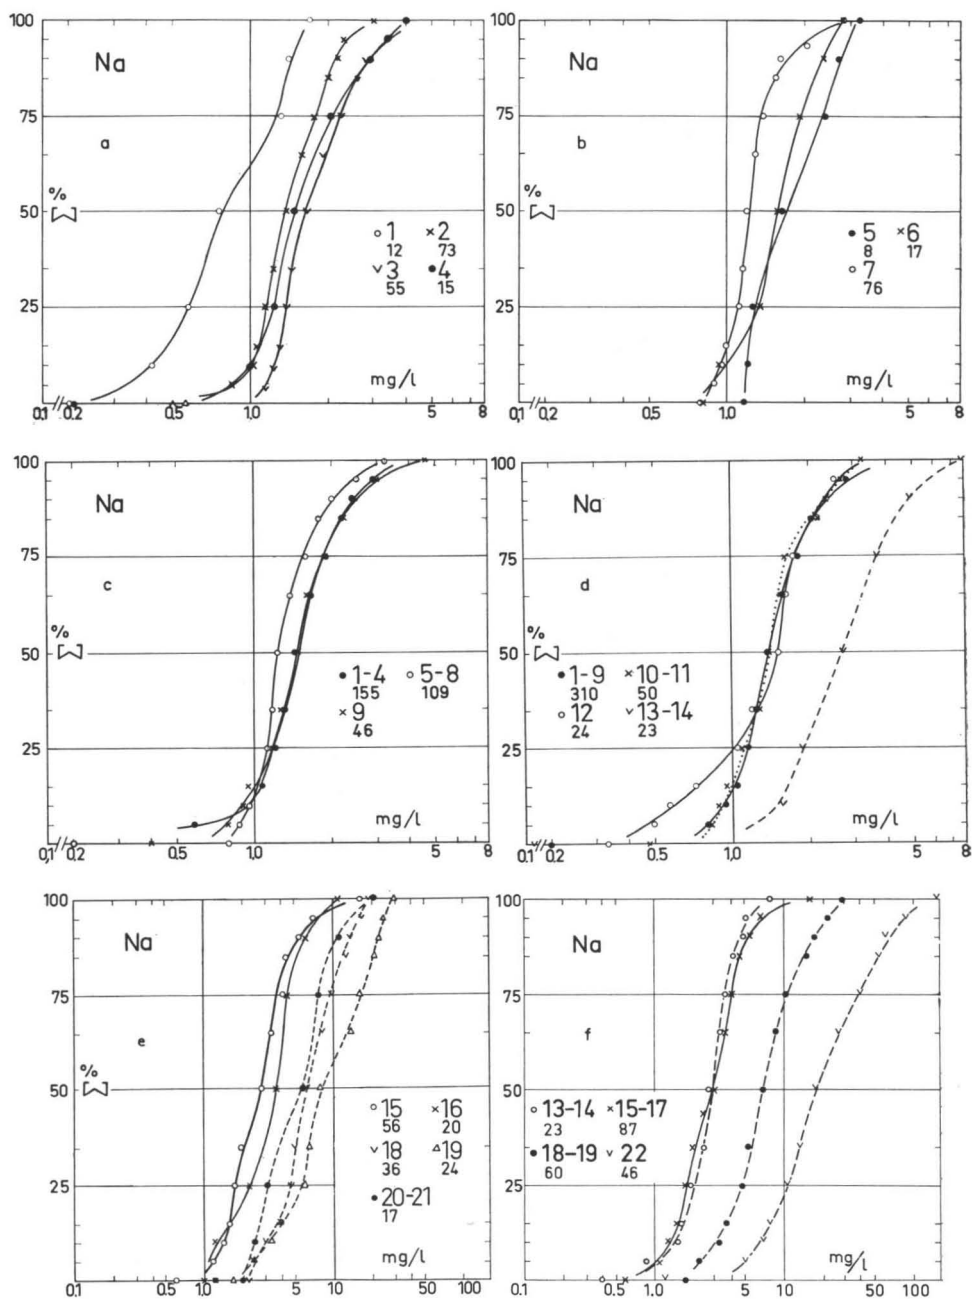 100
Na
75
a
%
[Σ]
50
○ 1 × 2
12 73
∨ 3 ● 4
55 15
25
mg/l
0.1 // 0.2 0.5 1.0 5 8
100
Na
75
b
%
[Σ]
50
● 5 × 6
8 17
○ 7
76
25
mg/l
0,1 // 0,2 0.5 1,0 5 8
100
Na
75
c
%
[Σ]
50
● 1-4 ○ 5-8
155 109
× 9
46
25
mg/l
0,1 // 0.2 0.5 1,0 5 8
100
Na
75
d
%
[Σ]
50
● 1-9 × 10-11
310 50
○ 12 ∨ 13-14
24 23
25
mg/l
0.1 // 0.2 0.5 1,0 5 8
100
Na
75
e
%
[Σ]
50
○ 15 × 16
56 20
∨ 18 △ 19
36 24
● 20-21
17
25
mg/l
0.1 // 0.2 0.5 1,0 5 10 50
Na
f
○ 13-14 × 15-17
23 87
● 18-19 ∨ 22
60 46
25
mg/l
0.1 // 0.2 0.5 1.0 5 10 50 100